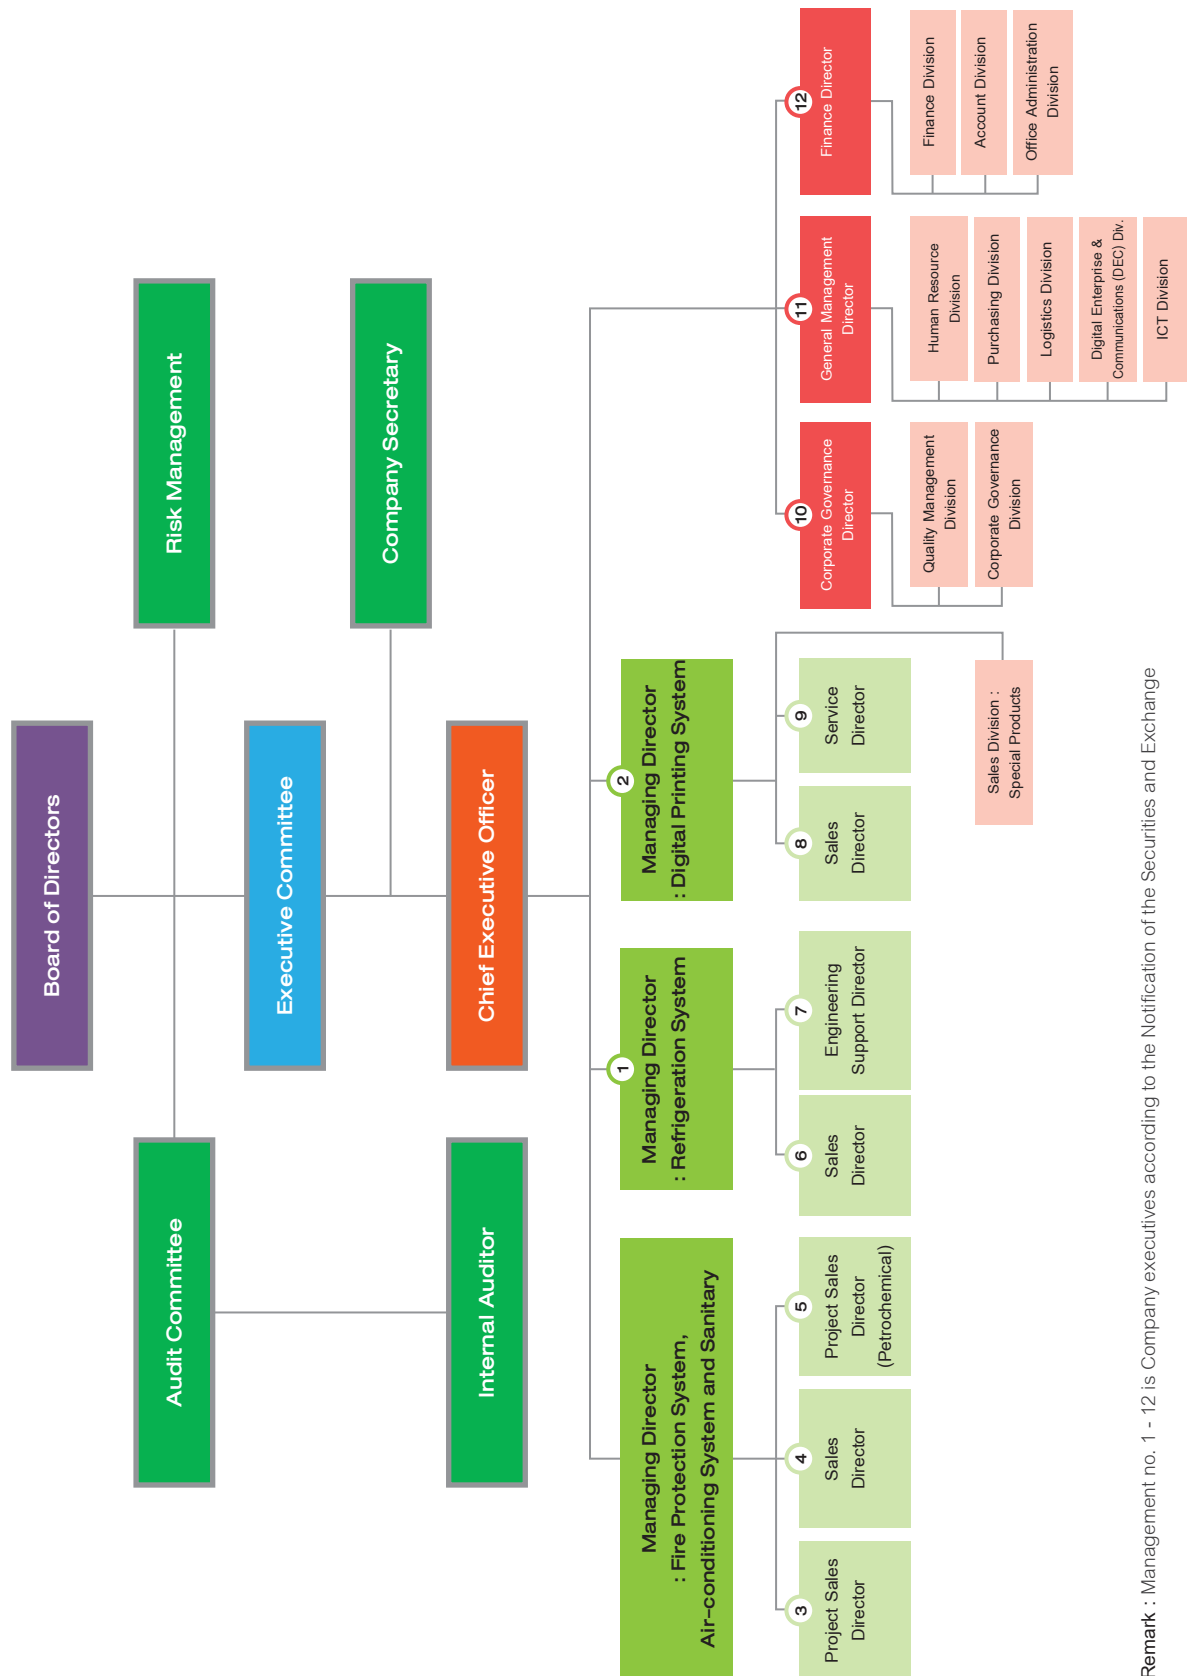 Board of Directors
Audit Committee
Risk Management
Executive Committee
Company Secretary
Internal Auditor
Chief Executive Officer
Managing Director
: Fire Protection System,
Air-conditioning System and Sanitary
1
Managing Director
: Refrigeration System
2
Managing Director
: Digital Printing System
3
Project Sales
Director
4
Sales
Director
5
Project Sales
Director
(Petrochemical)
6
Sales
Director
7
Engineering
Support Director
8
Sales
Director
9
Service
Director
Sales Division :
Special Products
10
Corporate Governance
Director
Quality Management
Division
Corporate Governance
Division
11
General Management
Director
Human Resource
Division
Purchasing Division
Logistics Division
Digital Enterprise &
Communications (DEC) Div.
ICT Division
12
Finance Director
Finance Division
Account Division
Office Administration
Division
Remark : Management no. 1 - 12 is Company executives according to the Notification of the Securities and Exchange